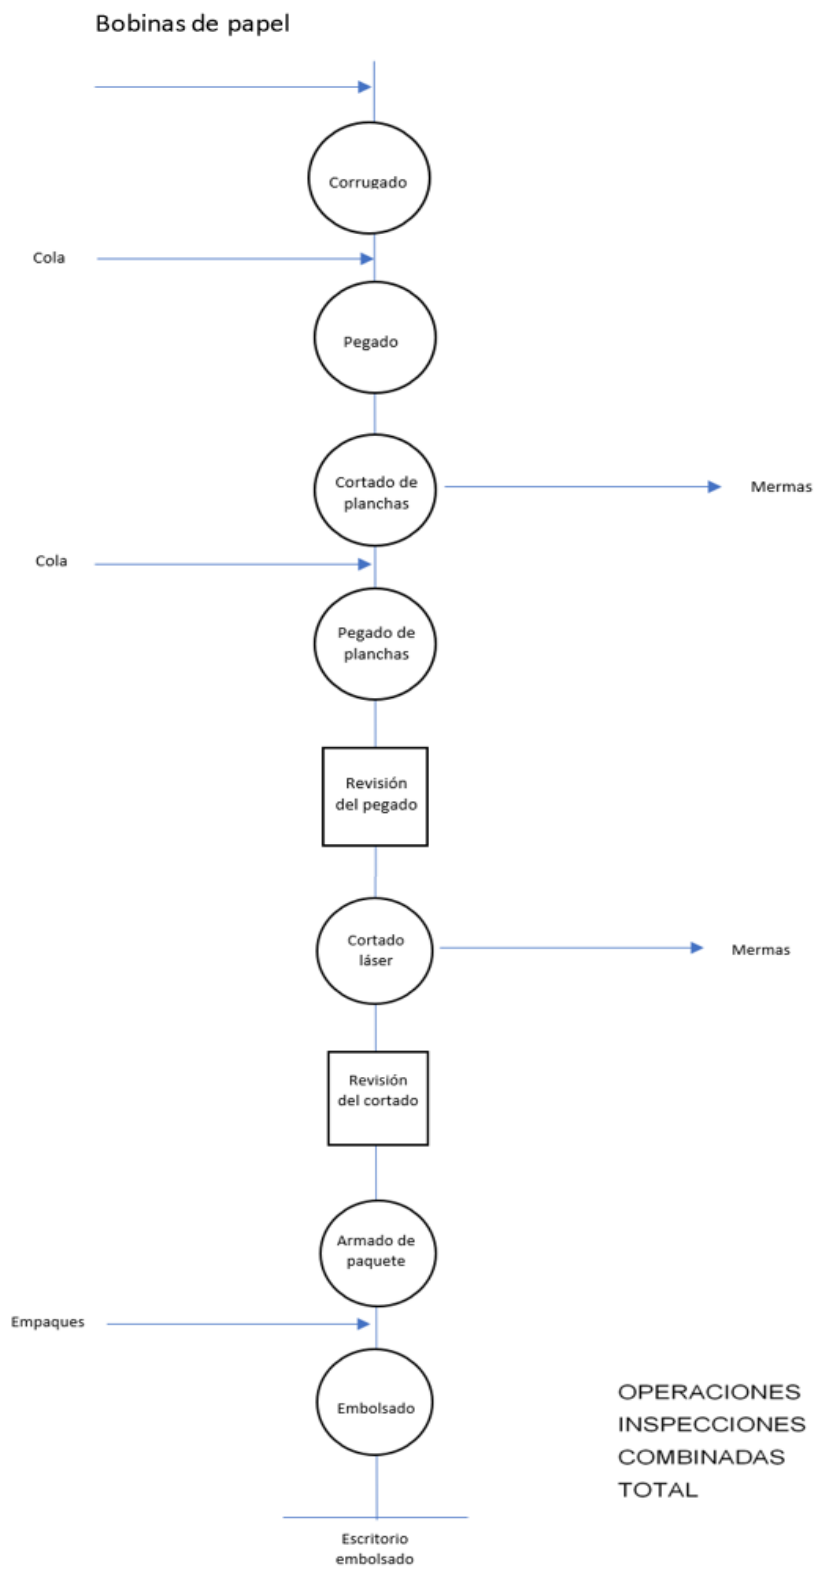 Bobinas de papel
Corrugado
Cola
Pegado
Cortado de
planchas
Mermas
Cola
Pegado de
planchas
Revisión
del pegado
Cortado
láser
Mermas
Revisión
del cortado
Armado de
paquete
Empaques
Embolsado
OPERACIONES
INSPECCIONES
COMBINADAS
TOTAL
Escritorio
embolsado